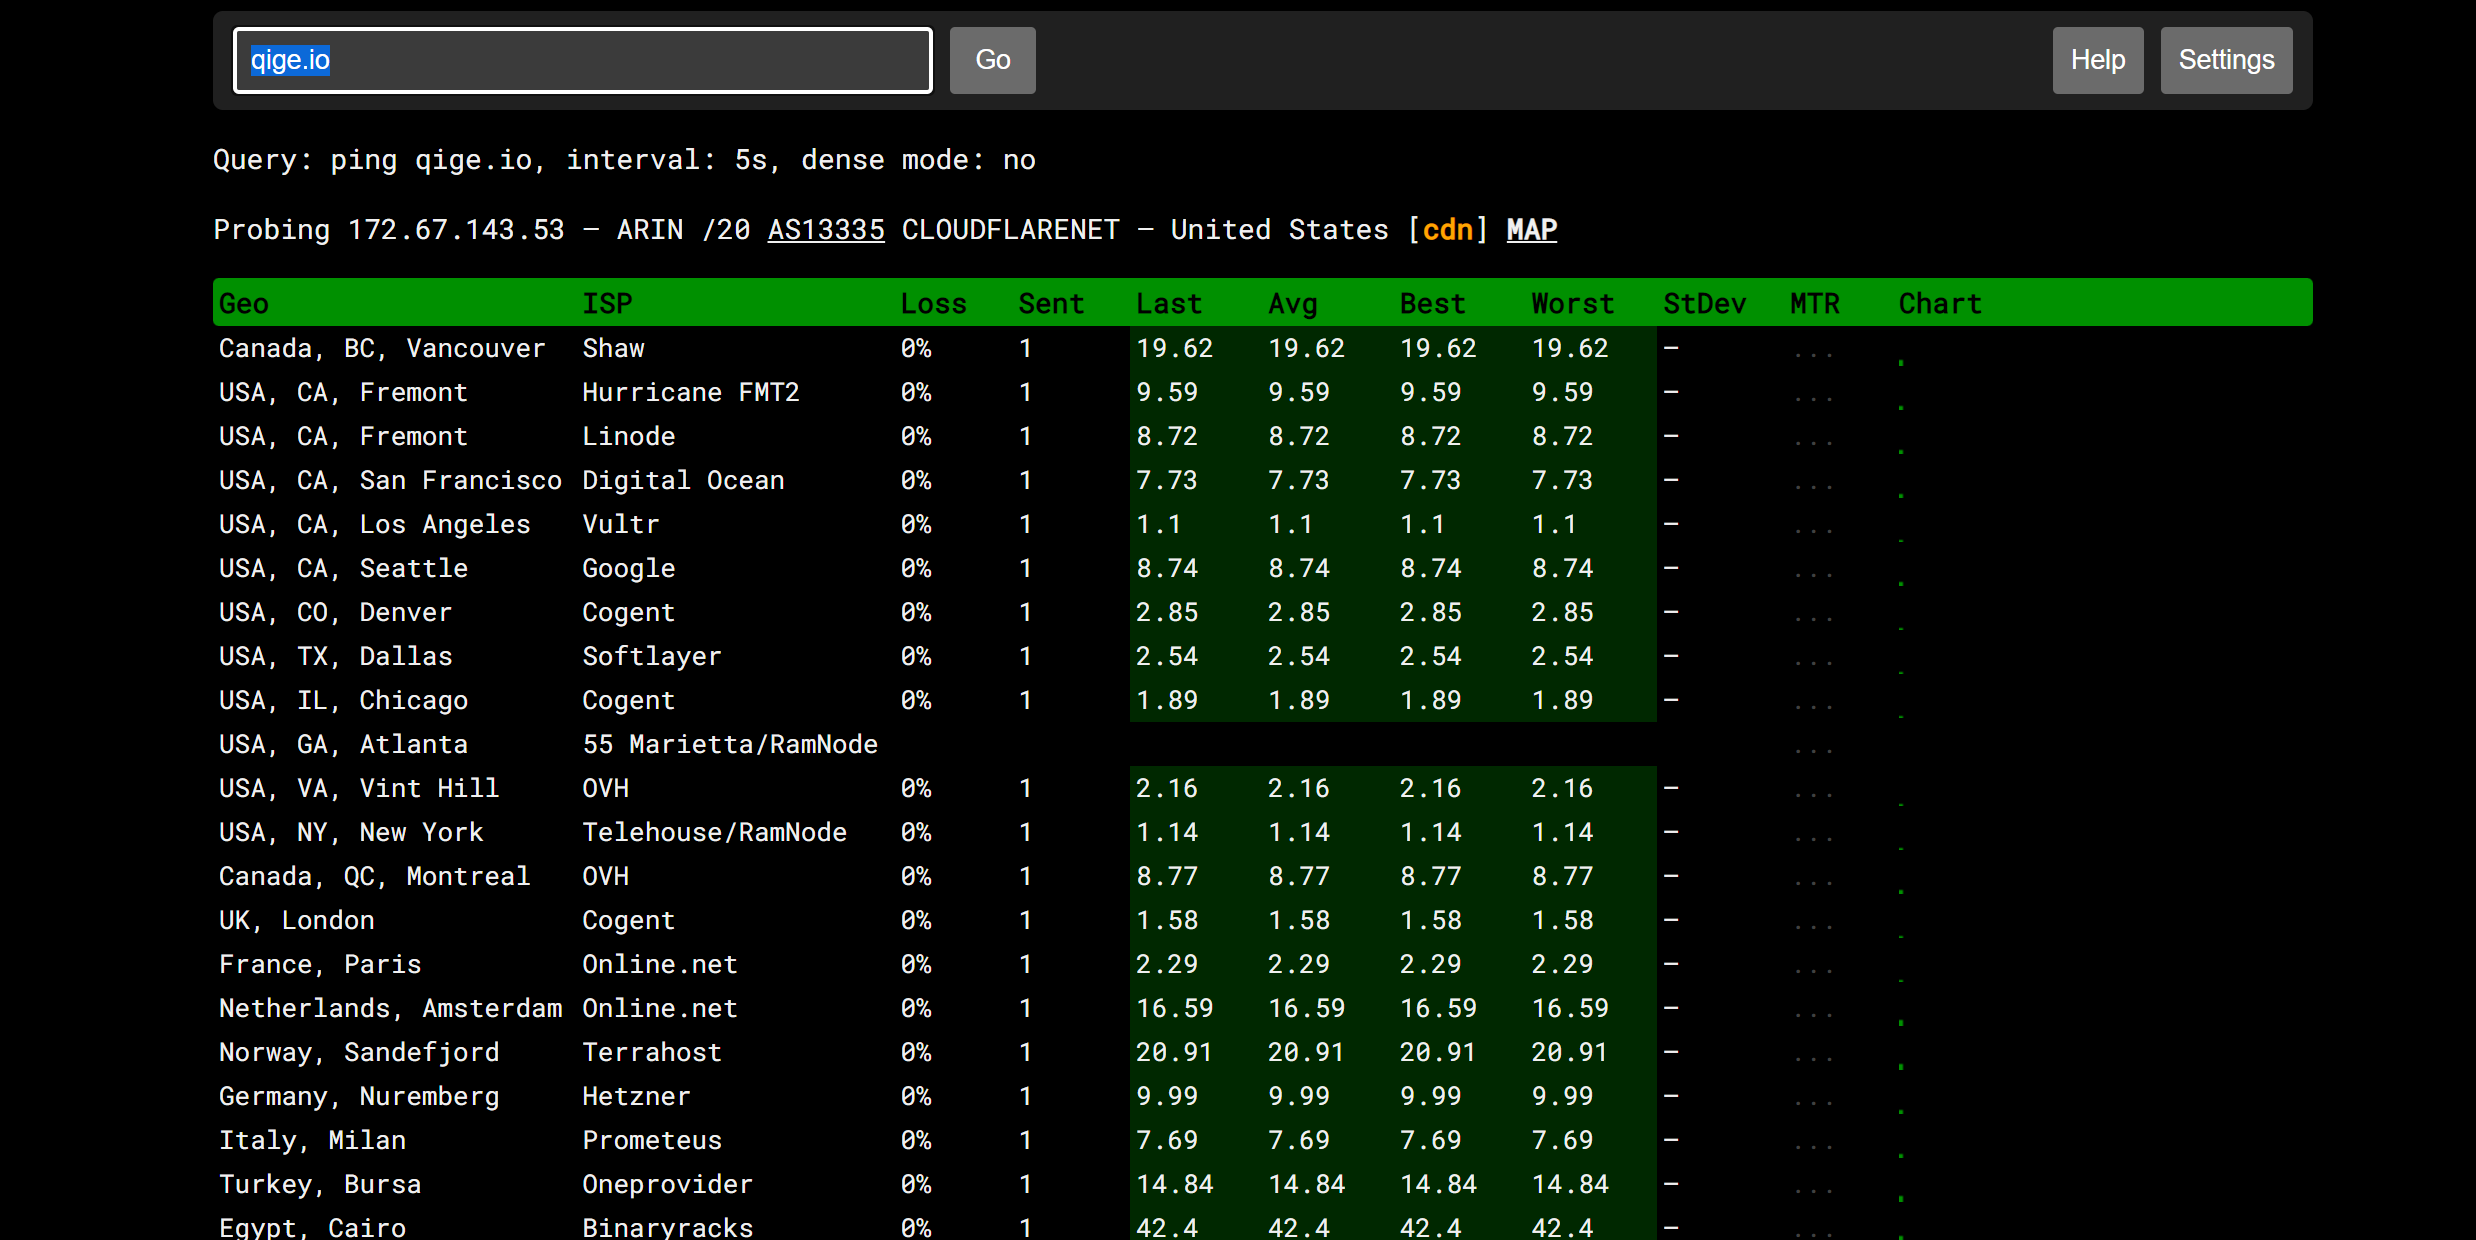 qige.io Go Help Settings
Query: ping qige.io, interval: 5s, dense mode: no
Probing 172.67.143.53 — ARIN /20 AS13335 CLOUDFLARENET — United States [cdn] MAP
Geo ISP Loss Sent Last Avg Best Worst StDev MTR Chart
Canada, BC, Vancouver Shaw 0% 1 19.62 19.62 19.62 19.62 — ...
USA, CA, Fremont Hurricane FMT2 0% 1 9.59 9.59 9.59 9.59 — ...
USA, CA, Fremont Linode 0% 1 8.72 8.72 8.72 8.72 — ...
USA, CA, San Francisco Digital Ocean 0% 1 7.73 7.73 7.73 7.73 — ...
USA, CA, Los Angeles Vultr 0% 1 1.1 1.1 1.1 1.1 — ...
USA, CA, Seattle Google 0% 1 8.74 8.74 8.74 8.74 — ...
USA, CO, Denver Cogent 0% 1 2.85 2.85 2.85 2.85 — ...
USA, TX, Dallas Softlayer 0% 1 2.54 2.54 2.54 2.54 — ...
USA, IL, Chicago Cogent 0% 1 1.89 1.89 1.89 1.89 — ...
USA, GA, Atlanta 55 Marietta/RamNode ...
USA, VA, Vint Hill OVH 0% 1 2.16 2.16 2.16 2.16 — ...
USA, NY, New York Telehouse/RamNode 0% 1 1.14 1.14 1.14 1.14 — ...
Canada, QC, Montreal OVH 0% 1 8.77 8.77 8.77 8.77 — ...
UK, London Cogent 0% 1 1.58 1.58 1.58 1.58 — ...
France, Paris Online.net 0% 1 2.29 2.29 2.29 2.29 — ...
Netherlands, Amsterdam Online.net 0% 1 16.59 16.59 16.59 16.59 — ...
Norway, Sandefjord Terrahost 0% 1 20.91 20.91 20.91 20.91 — ...
Germany, Nuremberg Hetzner 0% 1 9.99 9.99 9.99 9.99 — ...
Italy, Milan Prometeus 0% 1 7.69 7.69 7.69 7.69 — ...
Turkey, Bursa Oneprovider 0% 1 14.84 14.84 14.84 14.84 — ...
Egypt, Cairo Binaryracks 0% 1 42.4 42.4 42.4 42.4 — ...